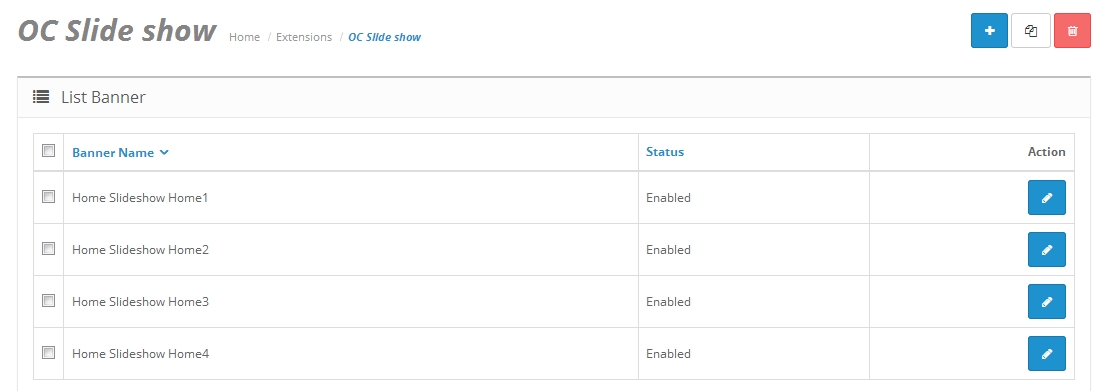 OC Slide show Home / Extensions / OC Slide show
List Banner
Banner Name Status Action
Home Slideshow Home1 Enabled
Home Slideshow Home2 Enabled
Home Slideshow Home3 Enabled
Home Slideshow Home4 Enabled